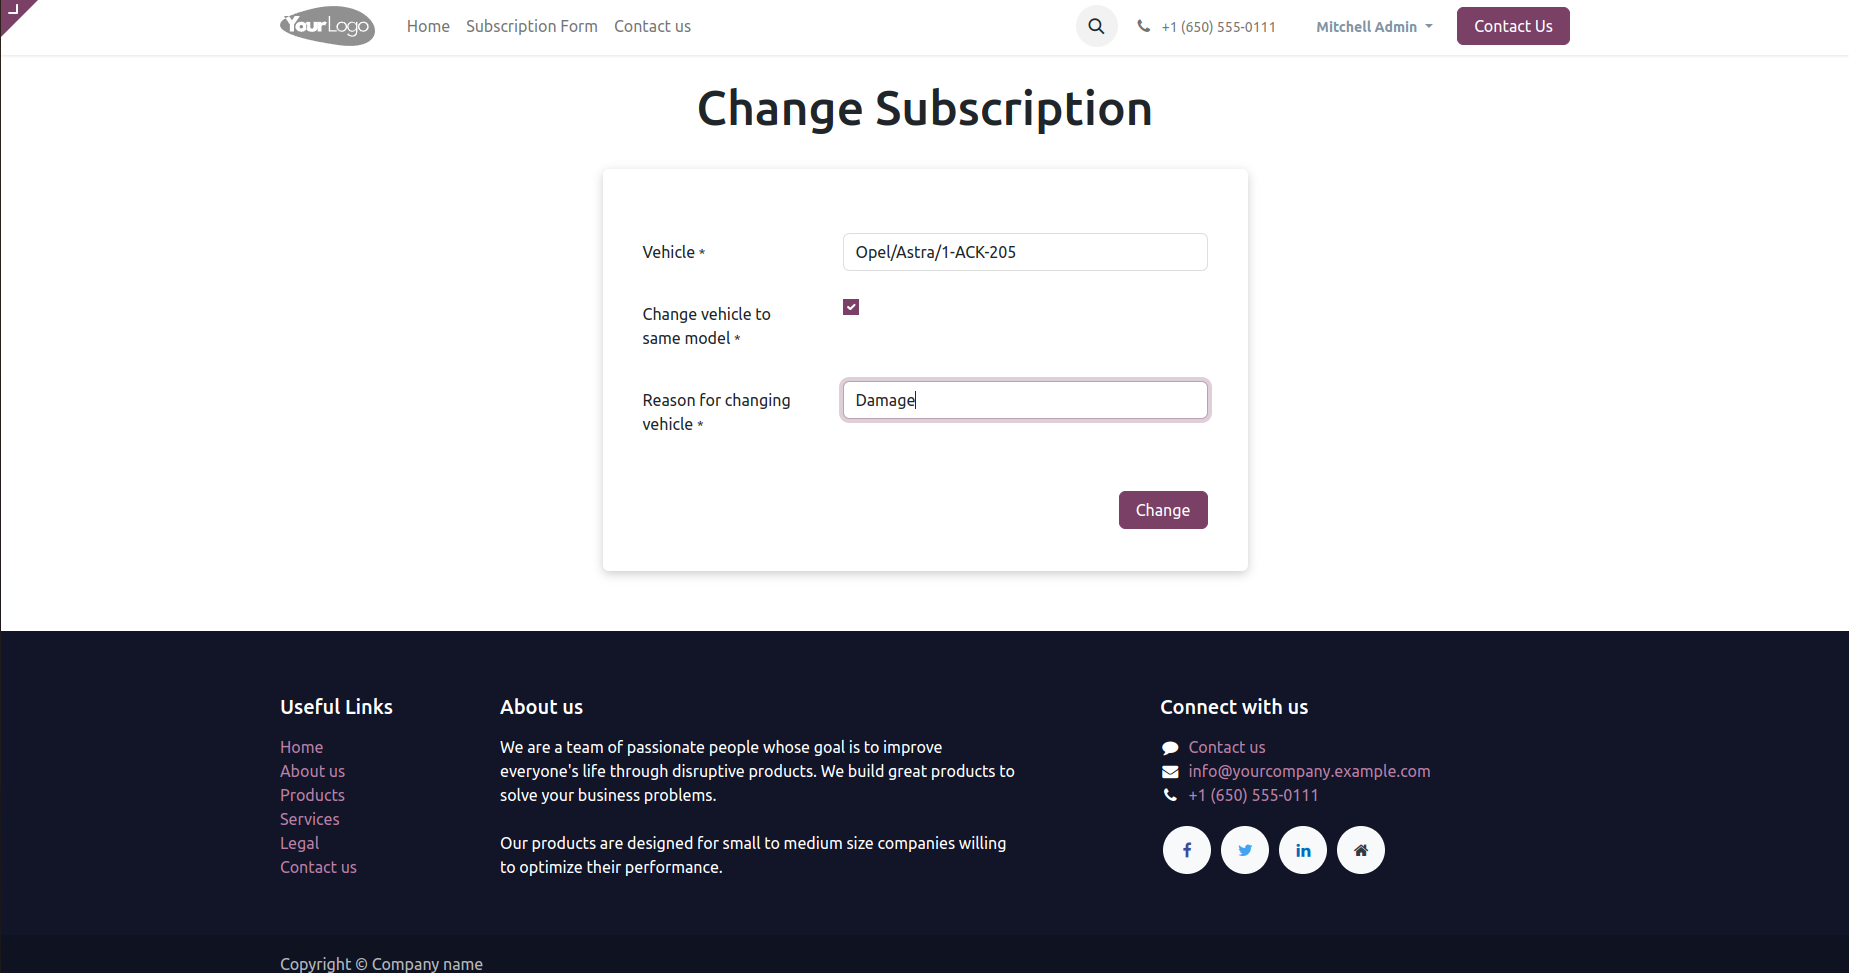 YourLogo
Home
Subscription Form
Contact us
+1 (650) 555-0111
Mitchell Admin
Contact Us
Change Subscription
Vehicle *
Opel/Astra/1-ACK-205
Change vehicle to
same model *
Reason for changing
vehicle *
Damage
Change
Useful Links
Home
About us
Products
Services
Legal
Contact us
About us
We are a team of passionate people whose goal is to improve
everyone's life through disruptive products. We build great products to
solve your business problems.
Our products are designed for small to medium size companies willing
to optimize their performance.
Connect with us
Contact us
info@yourcompany.example.com
+1 (650) 555-0111
Copyright © Company name